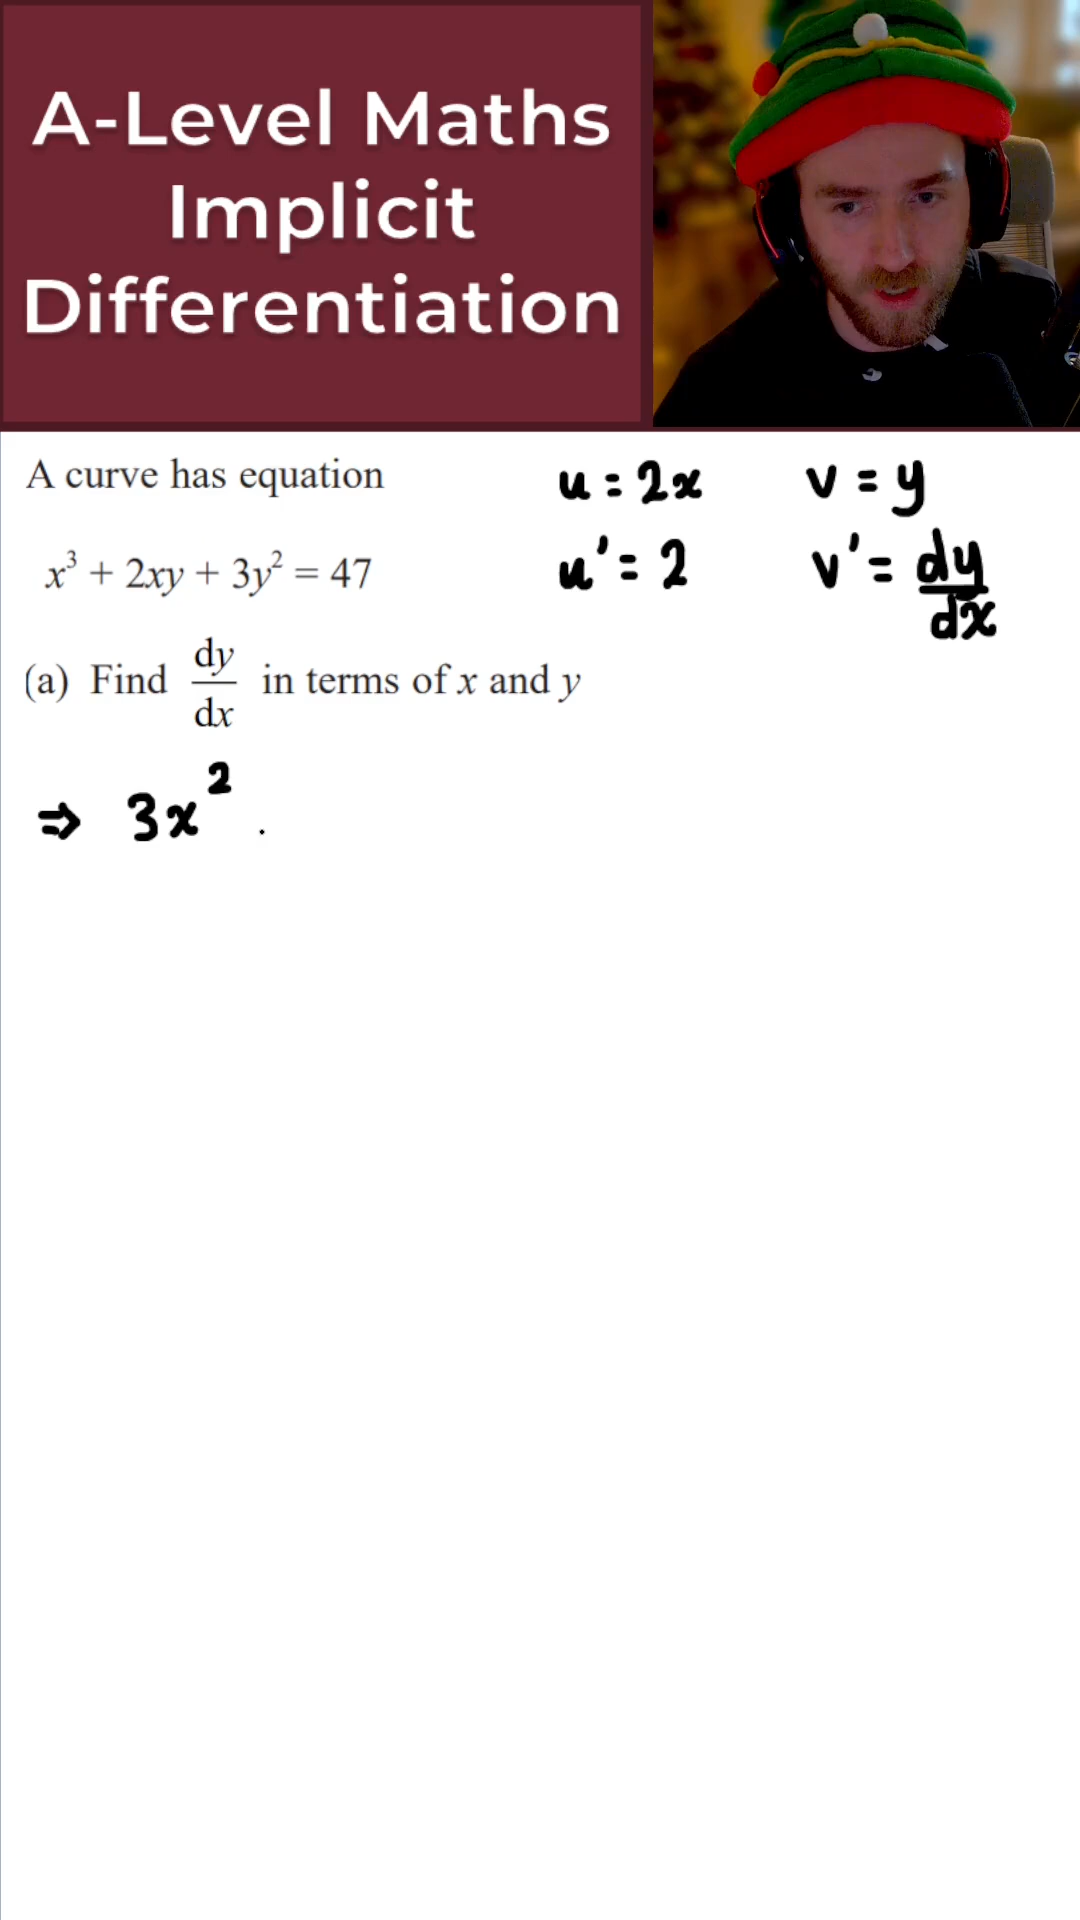 A-Level Maths
Implicit
Differentiation
A curve has equation
x³ + 2xy + 3y² = 47
(a) Find dy/dx in terms of x and y
u = 2x v = y
u' = 2 v' = dy/dx
⇒ 3x² .